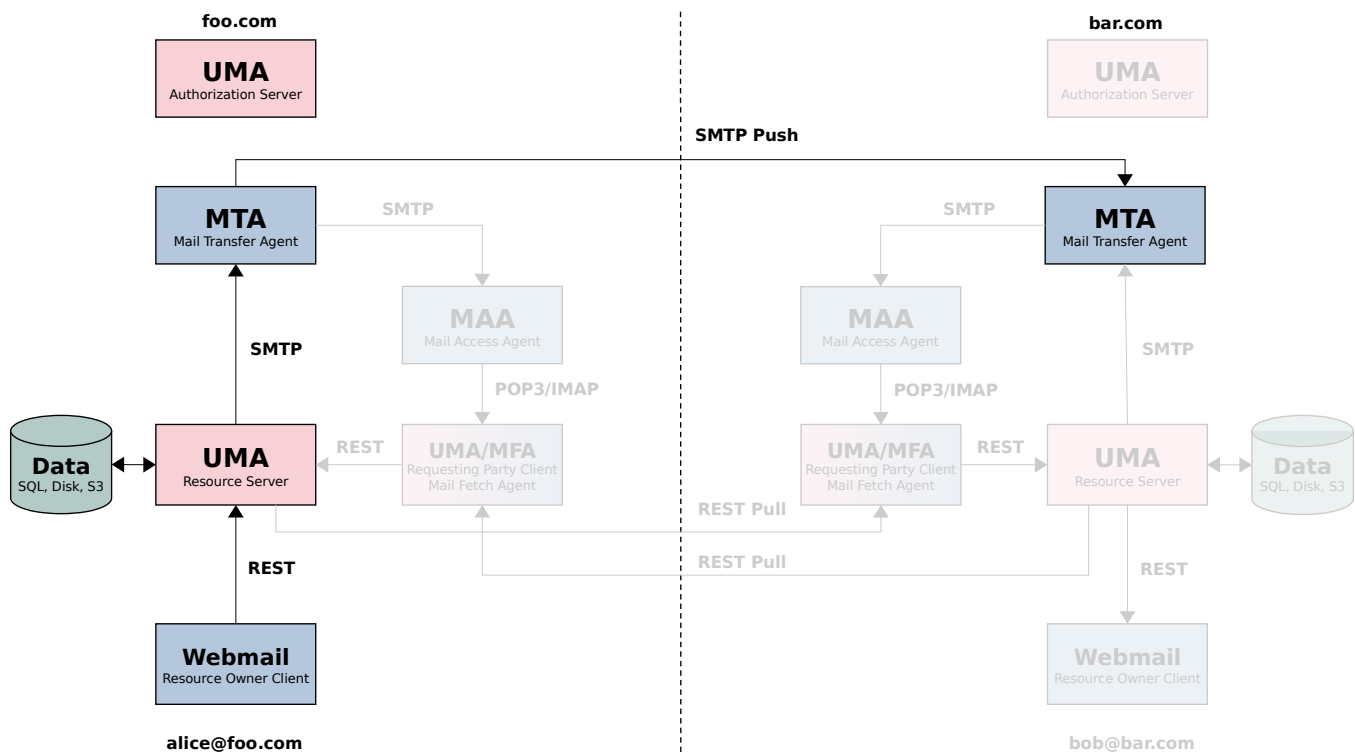 foo.com
bar.com
UMA
Authorization Server
UMA
Authorization Server
SMTP Push
MTA
Mail Transfer Agent
SMTP
SMTP
MTA
Mail Transfer Agent
MAA
Mail Access Agent
MAA
Mail Access Agent
SMTP
SMTP
POP3/IMAP
POP3/IMAP
Data
SQL, Disk, S3
UMA
Resource Server
REST
UMA/MFA
Requesting Party Client
Mail Fetch Agent
UMA/MFA
Requesting Party Client
Mail Fetch Agent
REST
UMA
Resource Server
Data
SQL, Disk, S3
REST Pull
REST Pull
REST
REST
Webmail
Resource Owner Client
Webmail
Resource Owner Client
alice@foo.com
bob@bar.com